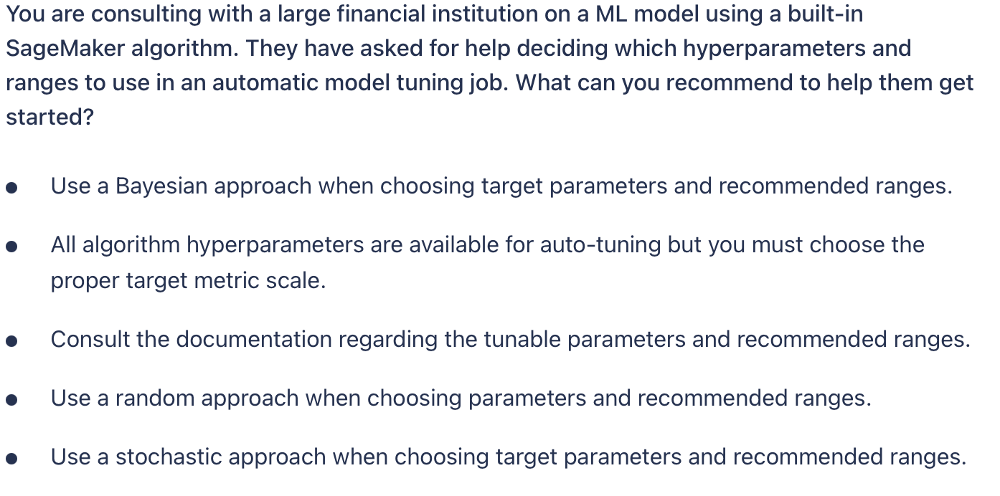 You are consulting with a large financial institution on a ML model using a built-in
SageMaker algorithm. They have asked for help deciding which hyperparameters and
ranges to use in an automatic model tuning job. What can you recommend to help them get
started?
● Use a Bayesian approach when choosing target parameters and recommended ranges.
● All algorithm hyperparameters are available for auto-tuning but you must choose the
proper target metric scale.
● Consult the documentation regarding the tunable parameters and recommended ranges.
● Use a random approach when choosing parameters and recommended ranges.
● Use a stochastic approach when choosing target parameters and recommended ranges.